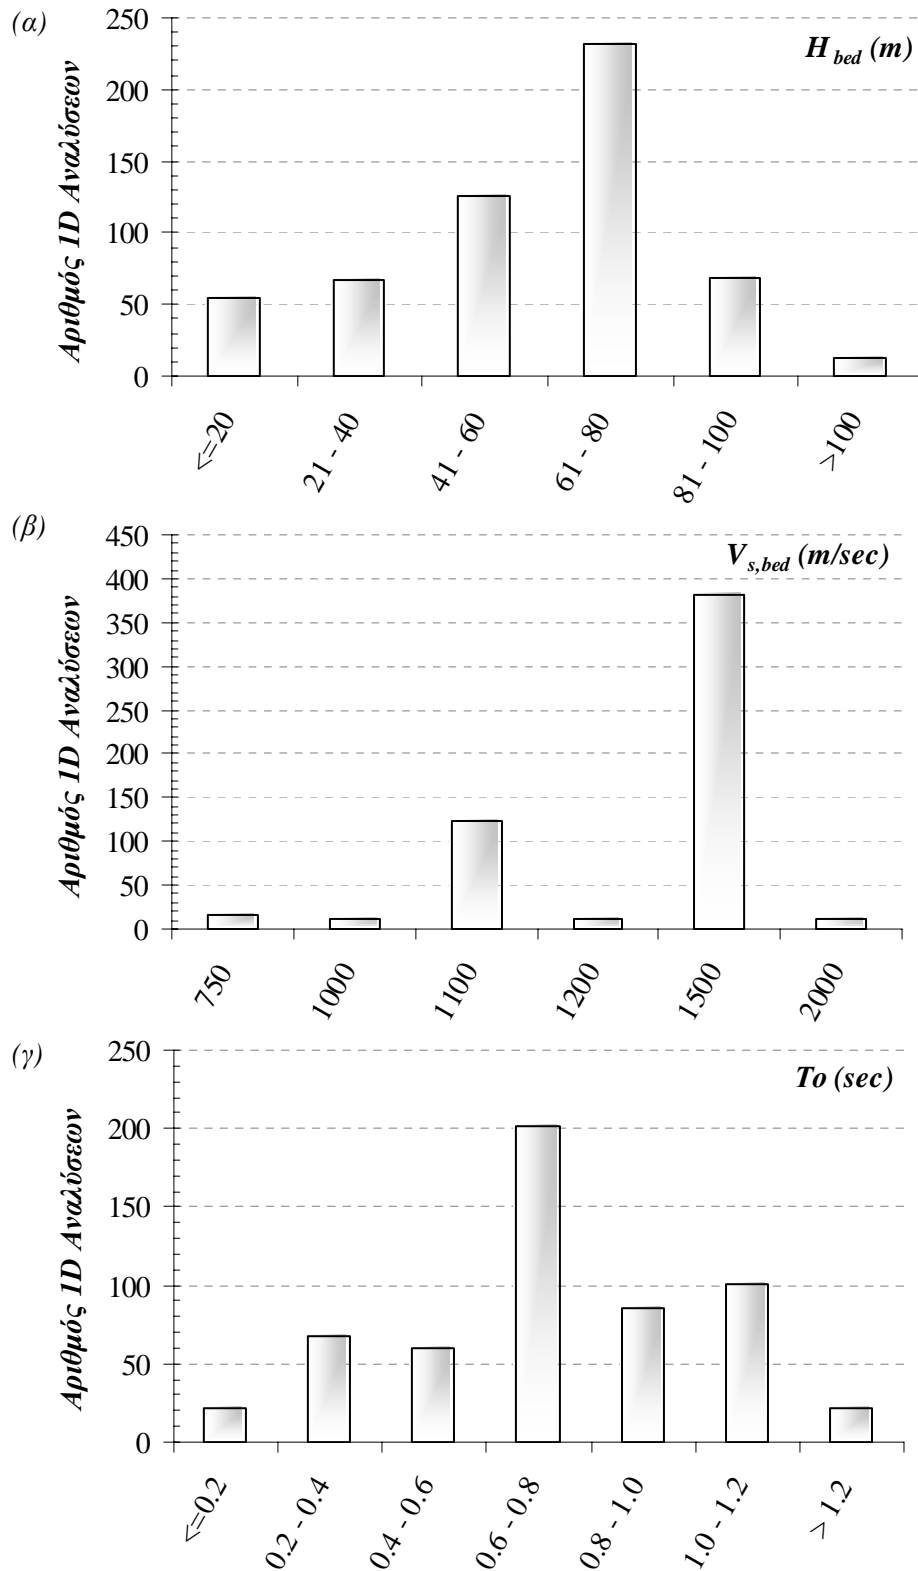 (α)
H bed (m)
Αριθμός 1D Αναλύσεων
250
200
150
100
50
0
<=20
21 - 40
41 - 60
61 - 80
81 - 100
>100
(β)
V s,bed (m/sec)
Αριθμός 1D Αναλύσεων
450
400
350
300
250
200
150
100
50
0
750
1000
1100
1200
1500
2000
(γ)
To (sec)
Αριθμός 1D Αναλύσεων
250
200
150
100
50
0
<=0.2
0.2 - 0.4
0.4 - 0.6
0.6 - 0.8
0.8 - 1.0
1.0 - 1.2
> 1.2